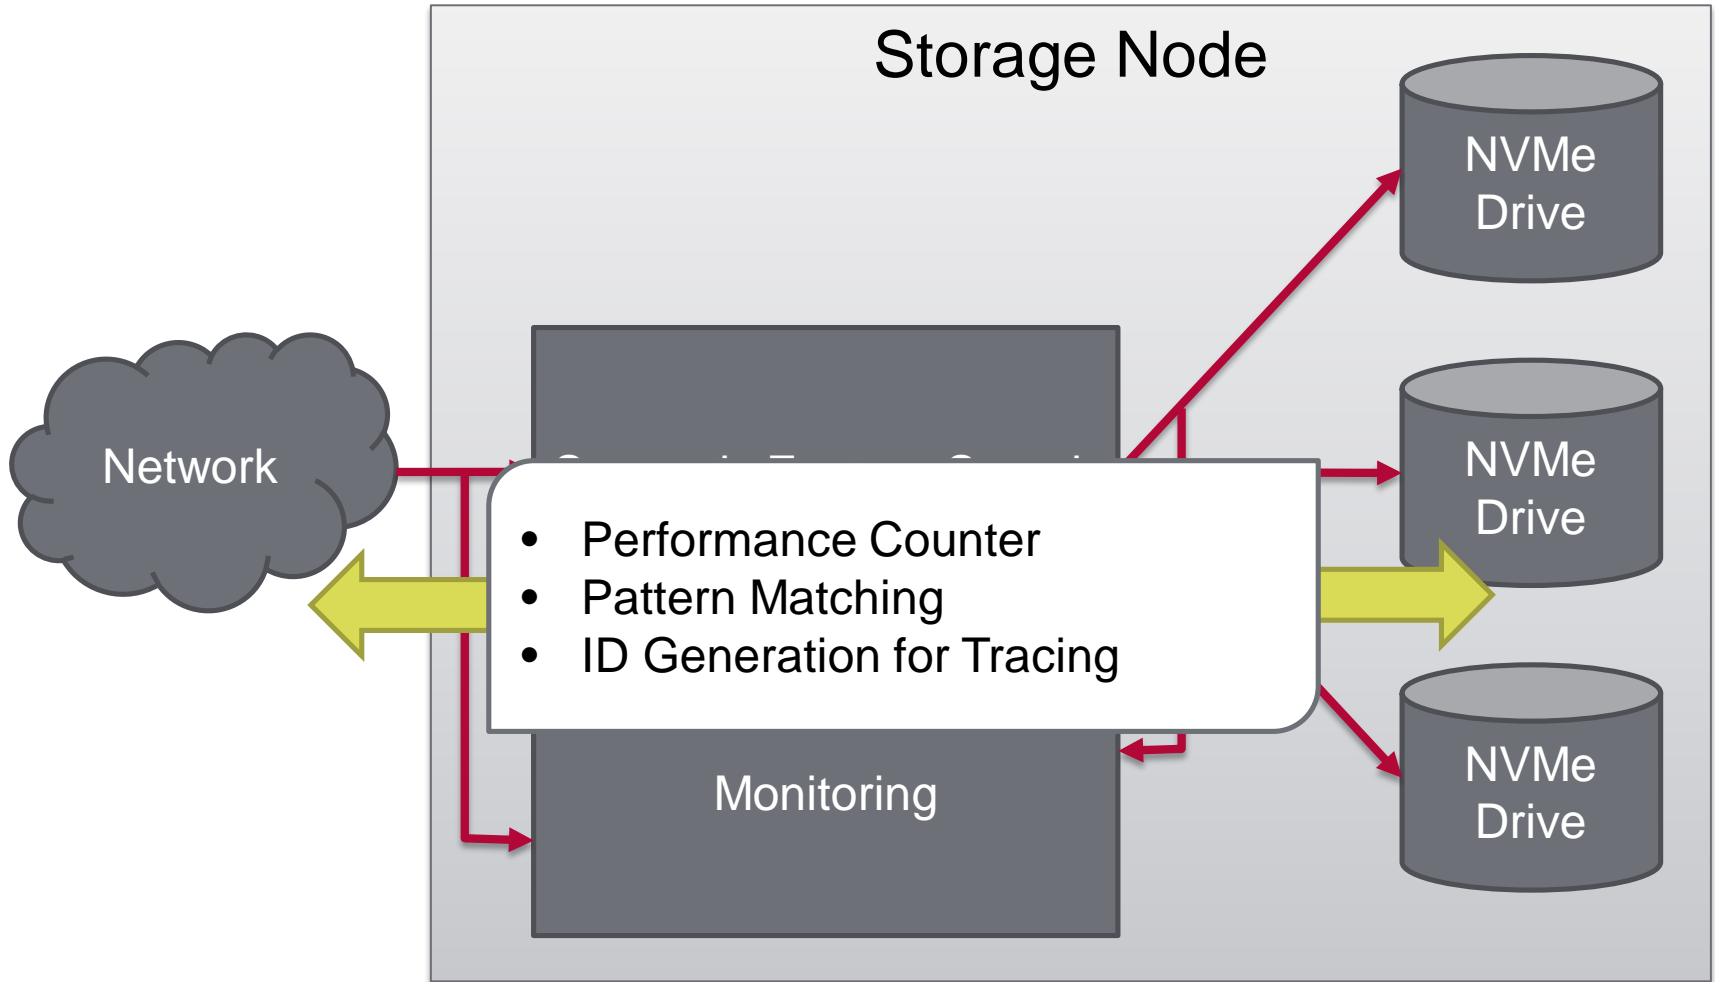 Storage Node
NVMe
Drive
Network
NVMe
Drive
• Performance Counter
• Pattern Matching
• ID Generation for Tracing
Monitoring
NVMe
Drive